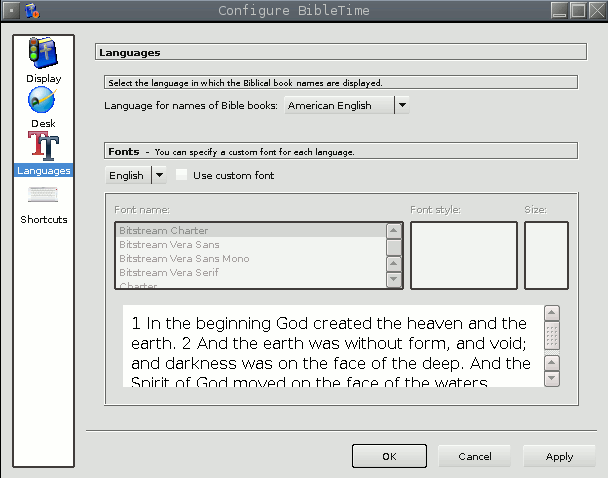 Configure BibleTime
Display
Desk
Languages
Shortcuts
Languages
Select the language in which the Biblical book names are displayed.
Language for names of Bible books: American English
Fonts - You can specify a custom font for each language.
English Use custom font
Font name: Font style: Size:
Bitstream Charter
Bitstream Vera Sans
Bitstream Vera Sans Mono
Bitstream Vera Serif
Charter
1 In the beginning God created the heaven and the
earth. 2 And the earth was without form, and void;
and darkness was on the face of the deep. And the
Spirit of God moved on the face of the waters
OK Cancel Apply